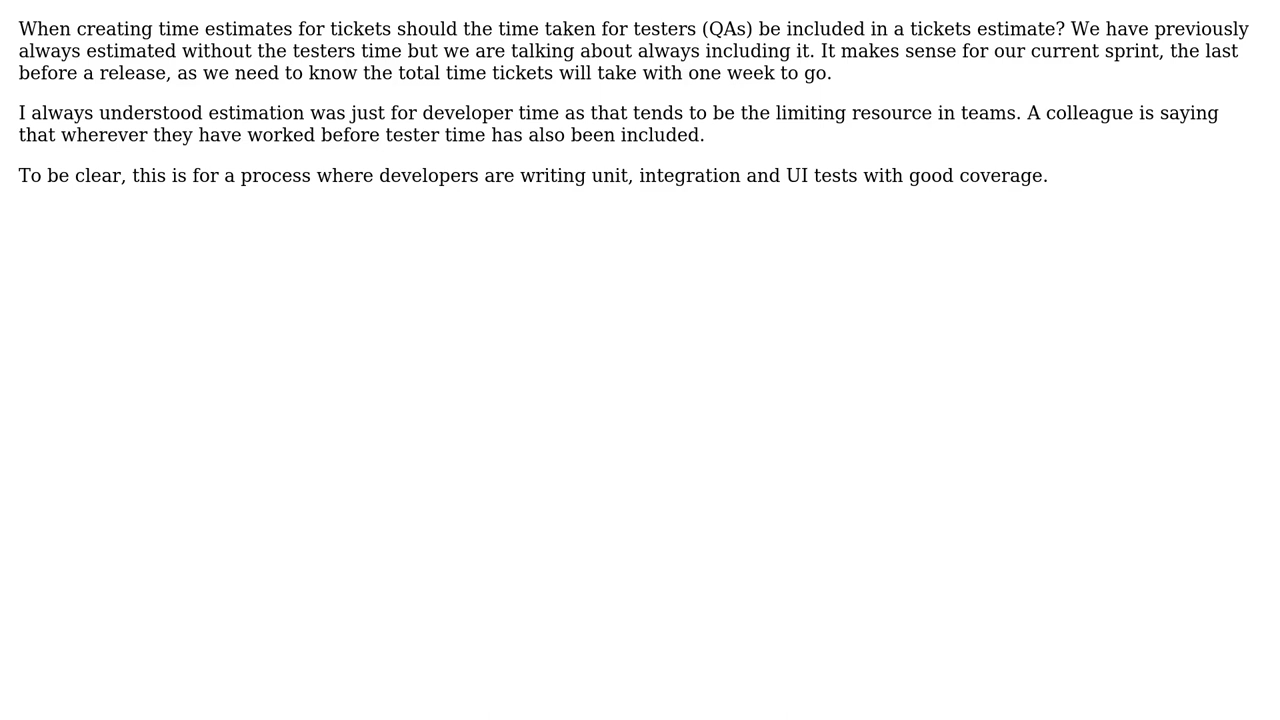 When creating time estimates for tickets should the time taken for testers (QAs) be included in a tickets estimate? We have previously
always estimated without the testers time but we are talking about always including it. It makes sense for our current sprint, the last
before a release, as we need to know the total time tickets will take with one week to go.
I always understood estimation was just for developer time as that tends to be the limiting resource in teams. A colleague is saying
that wherever they have worked before tester time has also been included.
To be clear, this is for a process where developers are writing unit, integration and UI tests with good coverage.